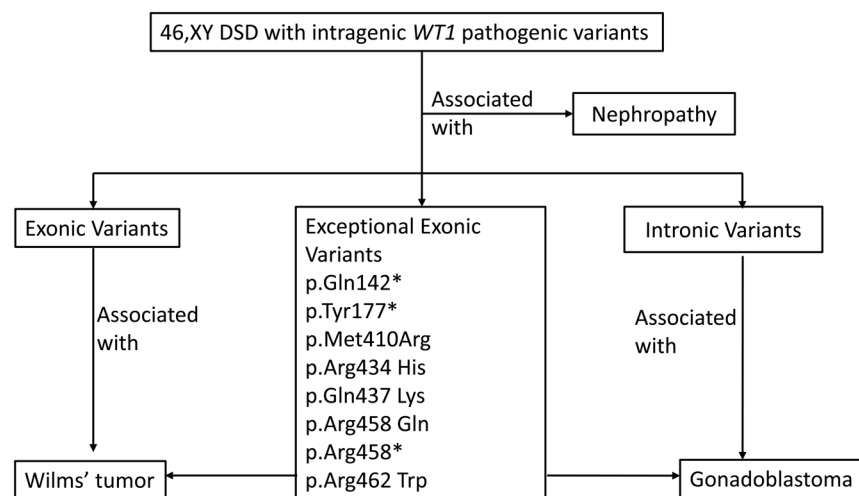 46,XY DSD with intragenic WT1 pathogenic variants
Associated
with
Nephropathy
Exonic Variants
Exceptional Exonic
Variants
p.Gln142*
p.Tyr177*
p.Met410Arg
p.Arg434 His
p.Gln437 Lys
p.Arg458 Gln
p.Arg458*
p.Arg462 Trp
Intronic Variants
Associated
with
Associated
with
Wilms’ tumor
Gonadoblastoma